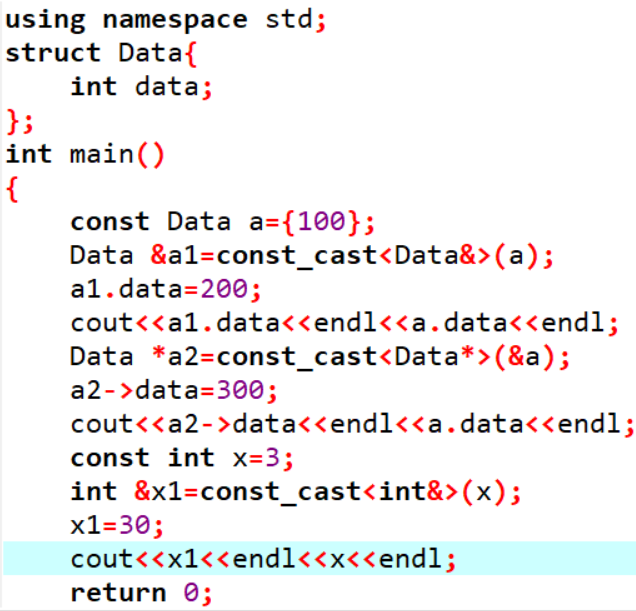 using namespace std;
struct Data{
    int data;
};
int main()
{
    const Data a={100};
    Data &a1=const_cast<Data&>(a);
    a1.data=200;
    cout<<a1.data<<endl<<a.data<<endl;
    Data *a2=const_cast<Data*>(&a);
    a2->data=300;
    cout<<a2->data<<endl<<a.data<<endl;
    const int x=3;
    int &x1=const_cast<int&>(x);
    x1=30;
    cout<<x1<<endl<<x<<endl;
    return 0;